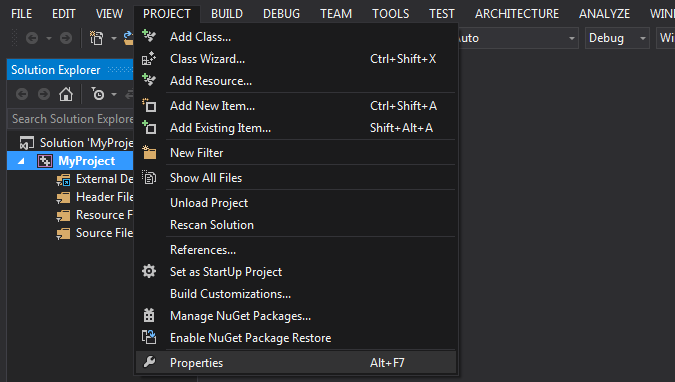 FILE EDIT VIEW PROJECT BUILD DEBUG TEAM TOOLS TEST ARCHITECTURE ANALYZE WIN
Auto Debug Wi
Solution Explorer
Search Solution Explore
Solution 'MyProje
MyProject
External De
Header File
Resource F
Source File
Add Class...
Class Wizard... Ctrl+Shift+X
Add Resource...
Add New Item... Ctrl+Shift+A
Add Existing Item... Shift+Alt+A
New Filter
Show All Files
Unload Project
Rescan Solution
References...
Set as StartUp Project
Build Customizations...
Manage NuGet Packages...
Enable NuGet Package Restore
Properties Alt+F7